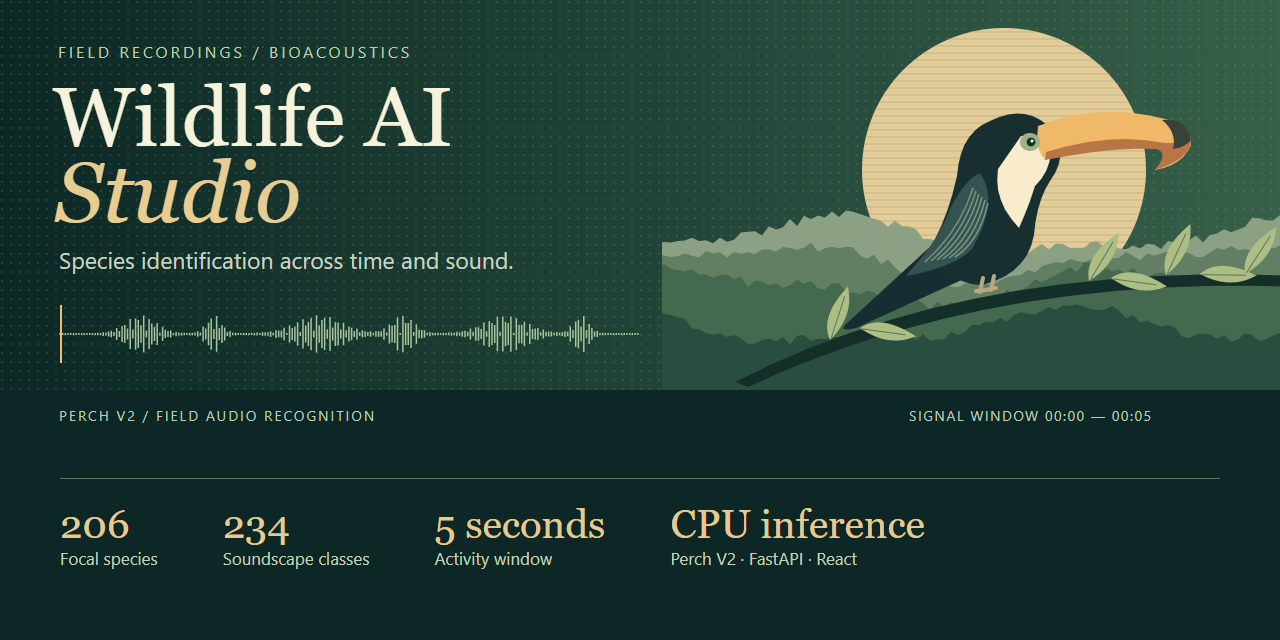 FIELD RECORDINGS / BIOACOUSTICS
Wildlife AI
Studio
Species identification across time and sound.
PERCH V2 / FIELD AUDIO RECOGNITION
SIGNAL WINDOW 00:00 — 00:05
206
Focal species
234
Soundscape classes
5 seconds
Activity window
CPU inference
Perch V2 · FastAPI · React